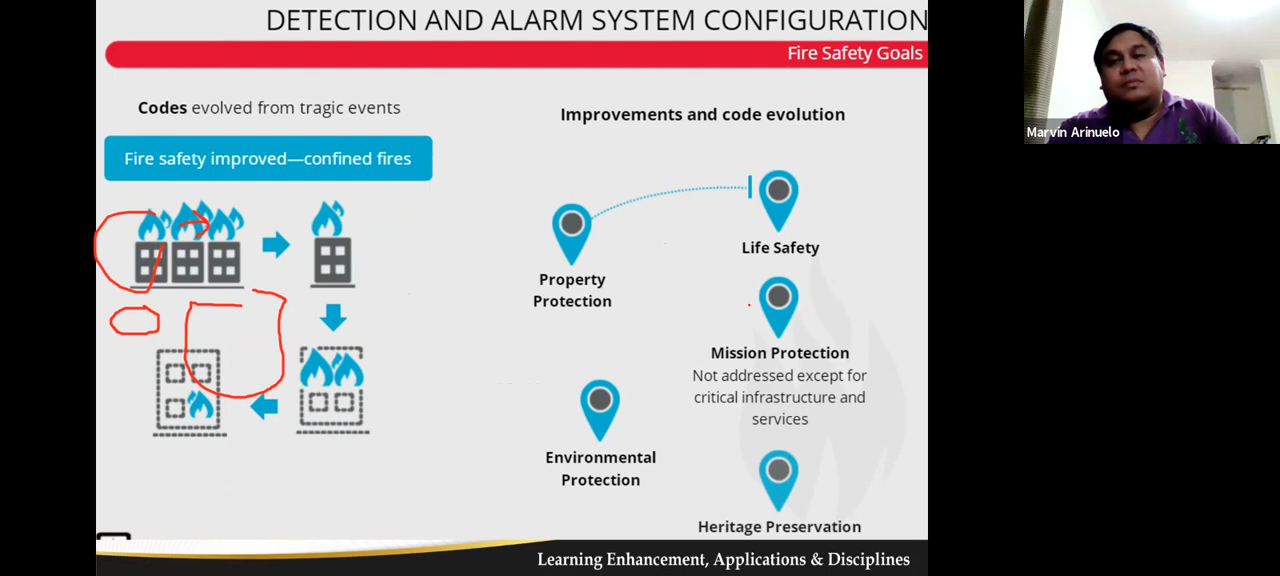 DETECTION AND ALARM SYSTEM CONFIGURATION
Fire Safety Goals
Codes evolved from tragic events
Fire safety improved—confined fires
Improvements and code evolution
Life Safety
Property
Protection
Mission Protection
Not addressed except for
critical infrastructure and
services
Environmental
Protection
Heritage Preservation
Learning Enhancement, Applications & Disciplines
Marvin Arinuelo